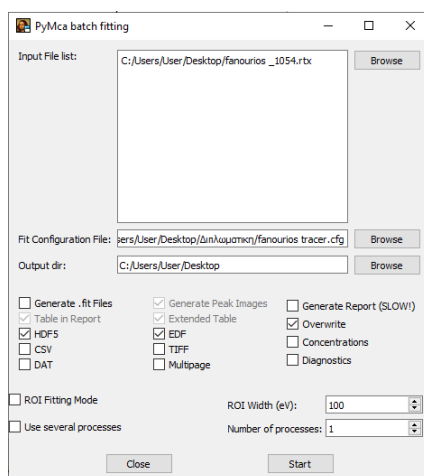 PyMca batch fitting
Input File list:
C:/Users/User/Desktop/fanourios _1054.rtx
Browse
Fit Configuration File:
sers/User/Desktop/Διπλωματικη/fanourios tracer.cfg
Browse
Output dir:
C:/Users/User/Desktop
Browse
Generate .fit Files
Generate Peak Images
Generate Report (SLOW!)
Table in Report
Extended Table
Overwrite
HDF5
EDF
Concentrations
CSV
TIFF
Diagnostics
DAT
Multipage
ROI Fitting Mode
ROI Width (eV):
100
Use several processes
Number of processes:
1
Close
Start